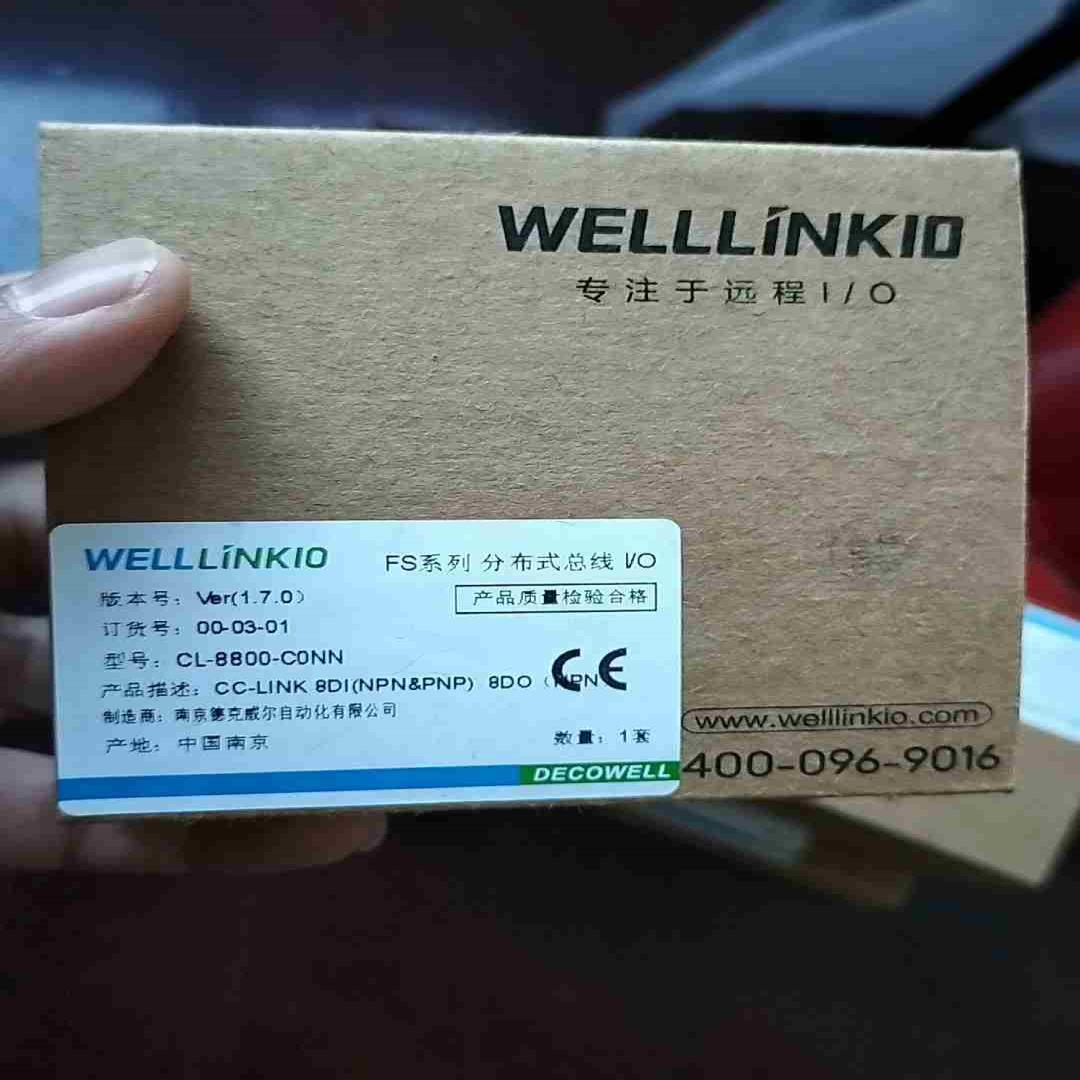 WELLLINKIO
专注于远程I/O
WELLLINKIO
FS系列 分布式总线 I/O
版本号：Ver(1.7.0）
产品质量检验合格
订货号：00-03-01
型号：CL-8800-C0NN
产品描述：CC-LINK 8DI(NPN&PNP) 8DO（NPN
CE
制造商：南京德克威尔自动化有限公司
产地：中国南京
数量：1套
DECOWELL
www.welllinkio.com
400-096-9016